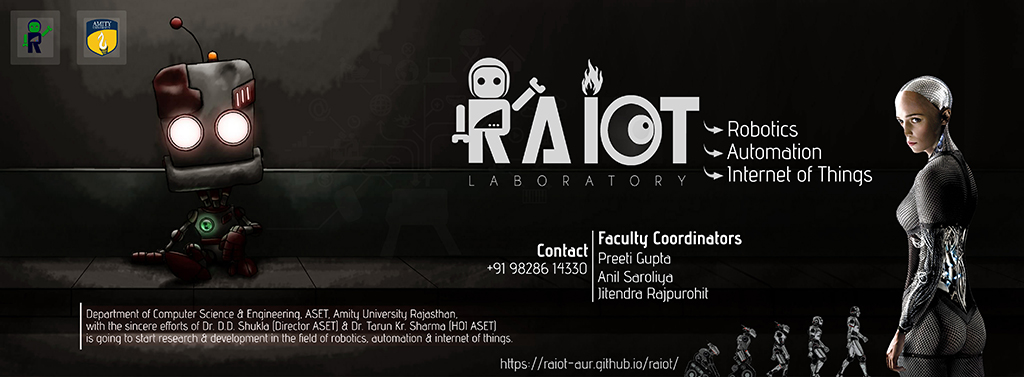 AMITY
RAIOT
LABORATORY
Robotics
Automation
Internet of Things
Contact
+91 98286 14330
Faculty Coordinators
Preeti Gupta
Anil Saroliya
Jitendra Rajpurohit
Department of Computer Science & Engineering, ASET, Amity University Rajasthan,
with the sincere efforts of Dr. D.D. Shukla (Director ASET) & Dr. Tarun Kr. Sharma (HOI ASET)
is going to start research & development in the field of robotics, automation & internet of things.
https://raiot-aur.github.io/raiot/